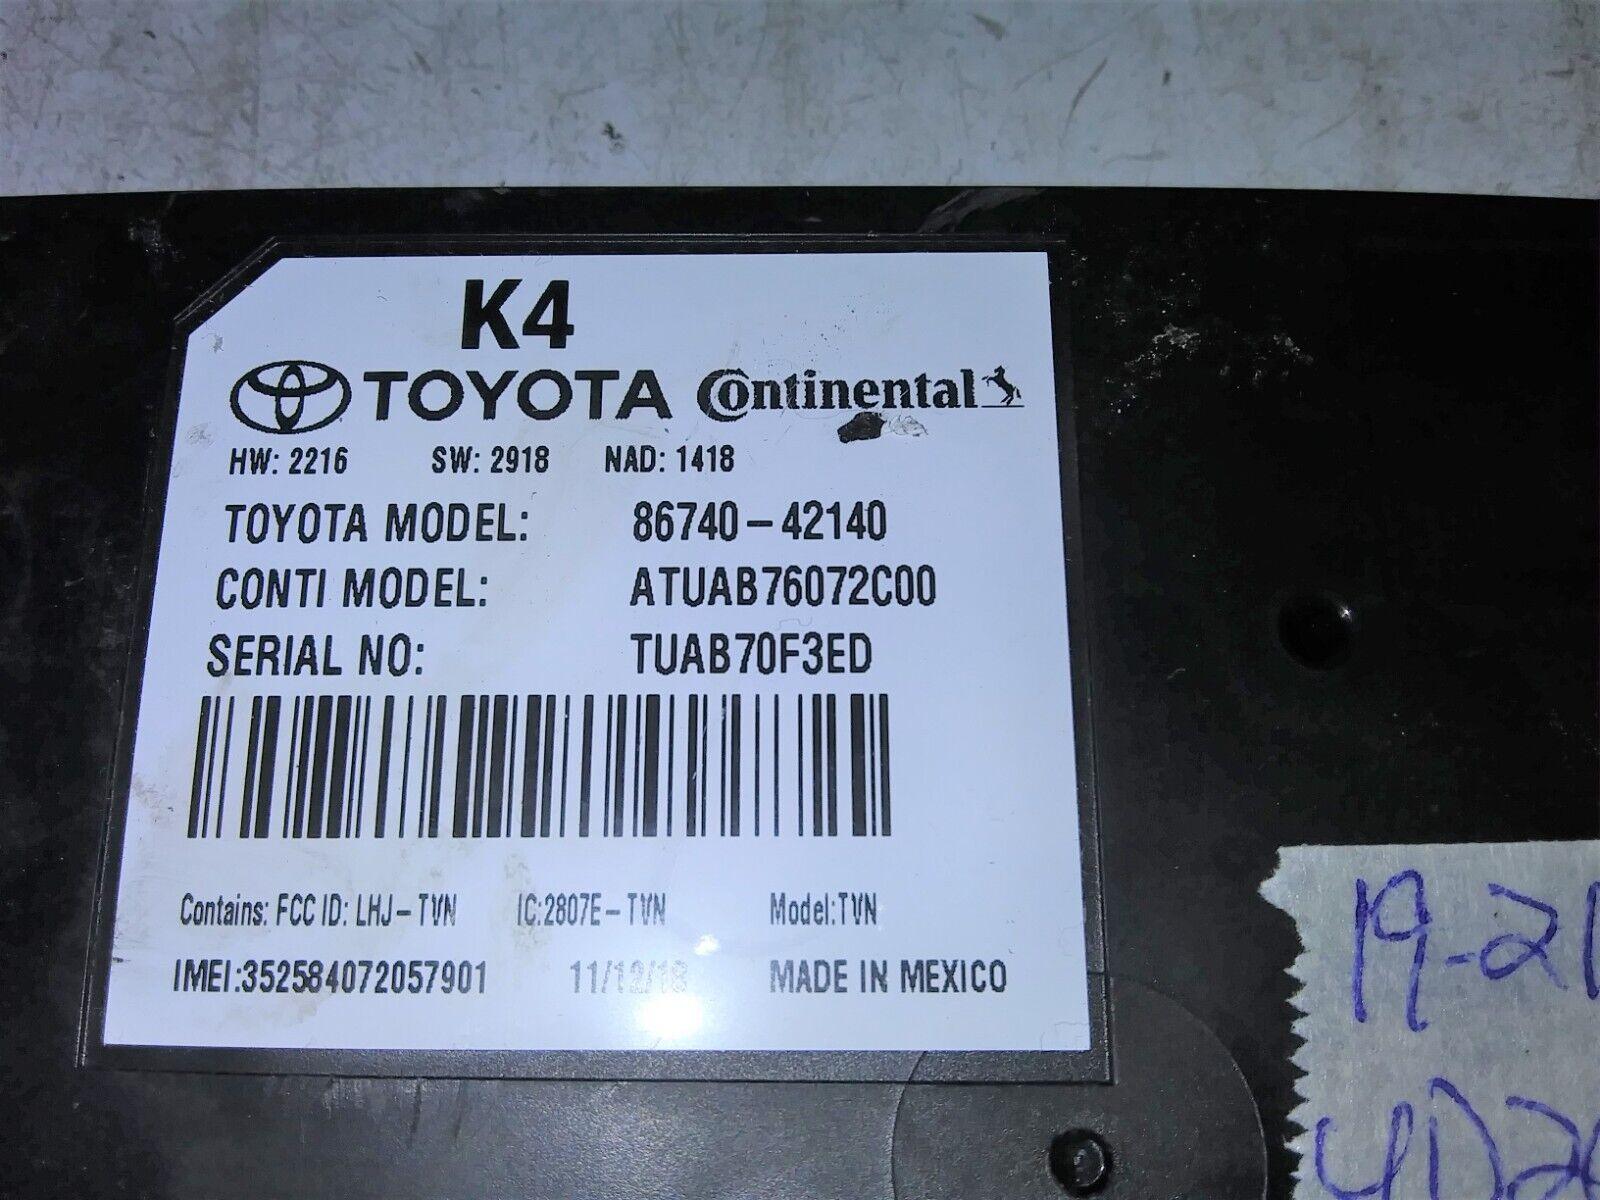 K4
TOYOTA Continental
HW: 2216 SW: 2918 NAD: 1418
TOYOTA MODEL: 86740-42140
CONTI MODEL: ATUAB76072C00
SERIAL NO: TUAB70F3ED
Contains: FCC ID: LHJ-TVN IC:2807E-TVN Model:TVN
IMEI:352584072057901 11/12/18 MADE IN MEXICO
19-21